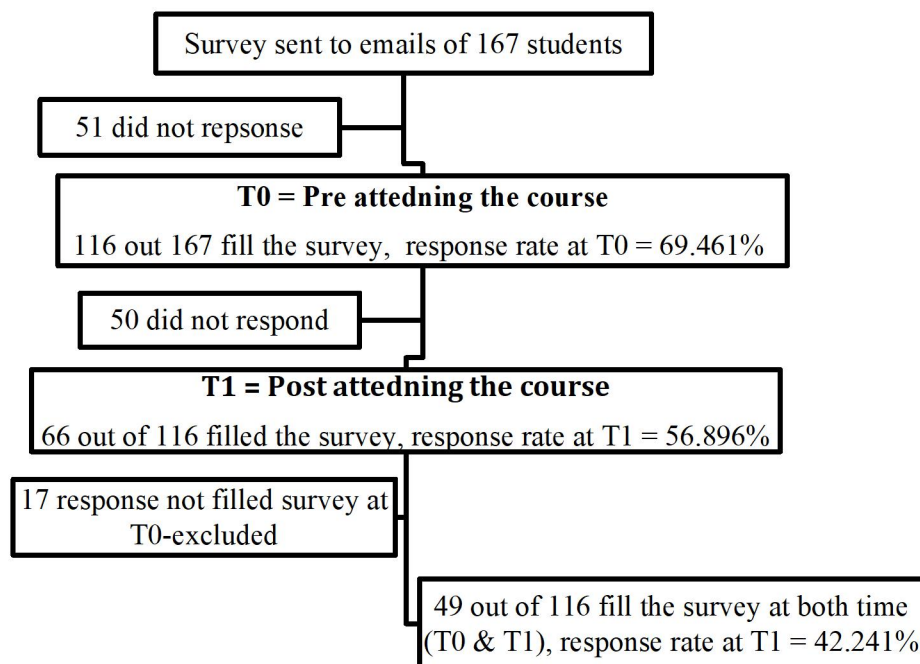 Survey sent to emails of 167 students
51 did not repsonse
T0 = Pre attedning the course
116 out 167 fill the survey, response rate at T0 = 69.461%
50 did not respond
T1 = Post attedning the course
66 out of 116 filled the survey, response rate at T1 = 56.896%
17 response not filled survey at
T0-excluded
49 out of 116 fill the survey at both time
(T0 & T1), response rate at T1 = 42.241%